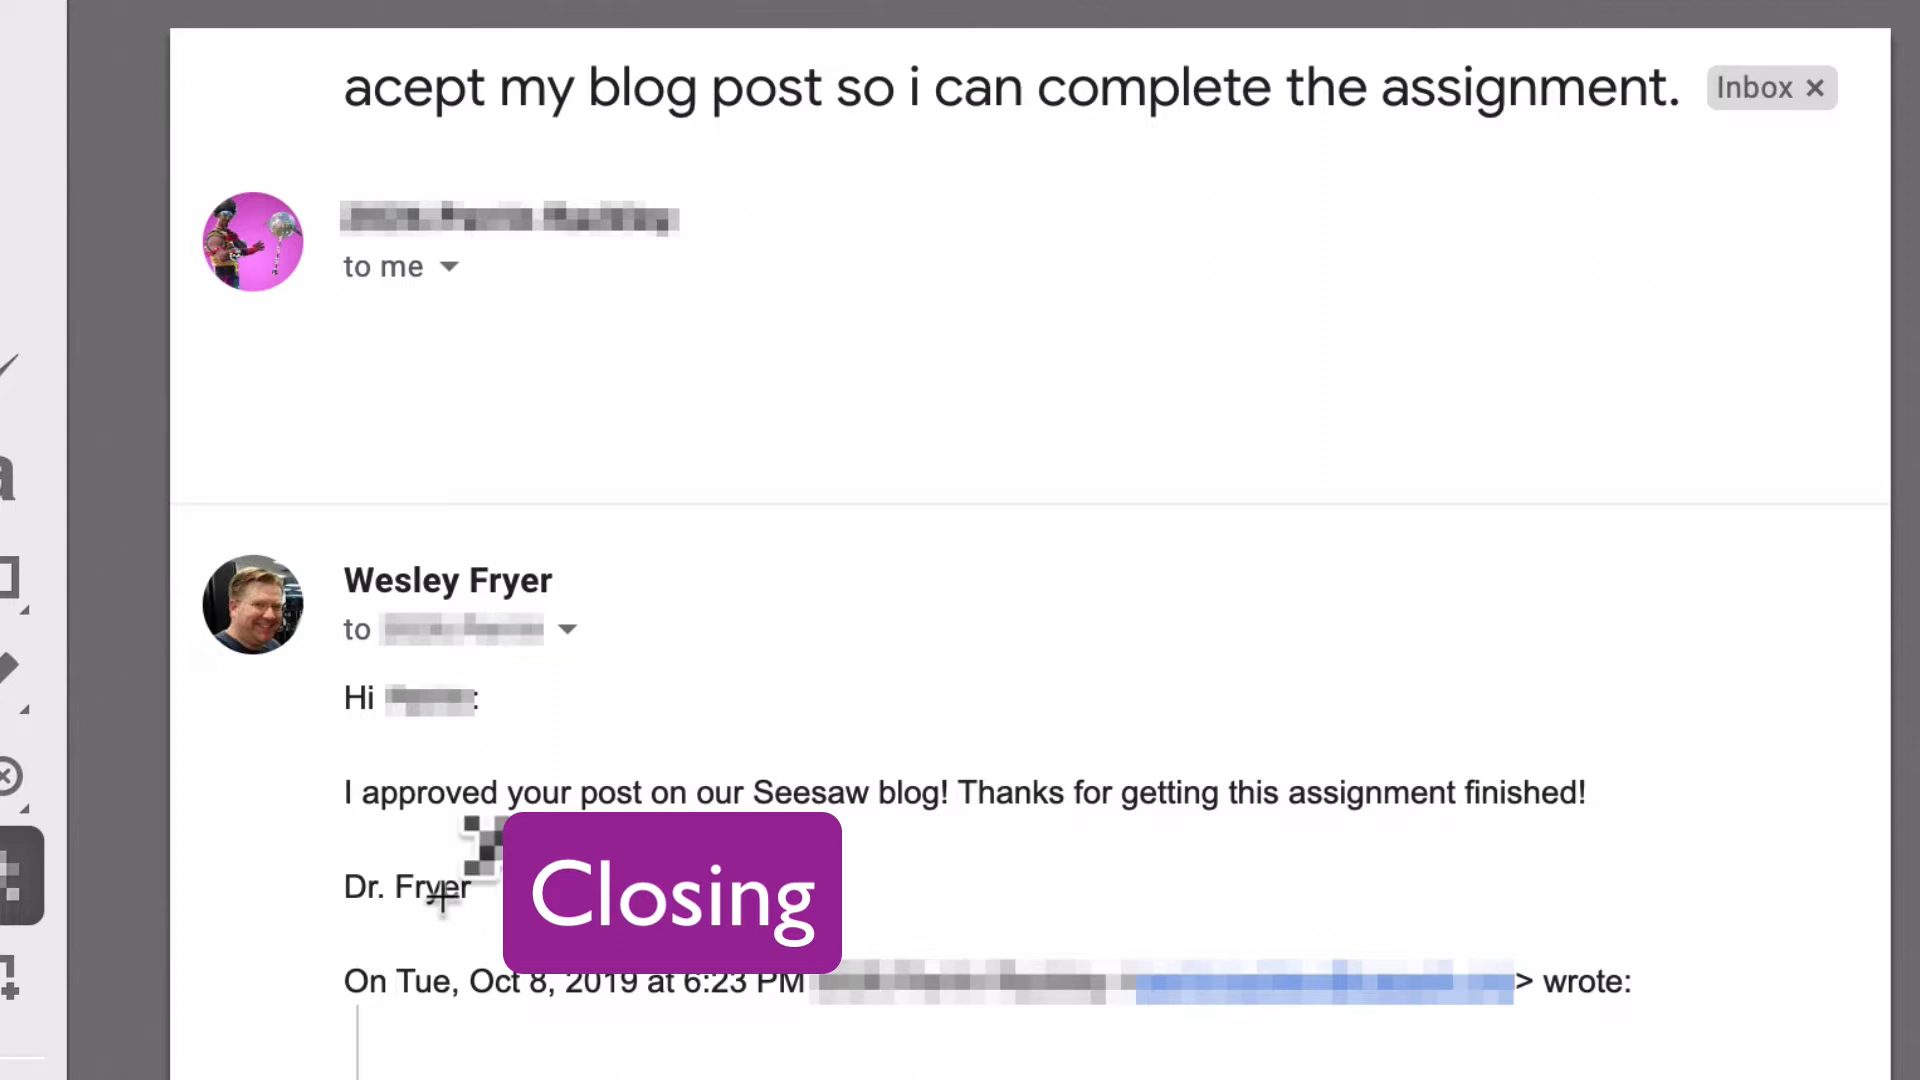 acept my blog post so i can complete the assignment. Inbox ×
to me
Wesley Fryer
to
Hi :
I approved your post on our Seesaw blog! Thanks for getting this assignment finished!
Dr. Fryer
Closing
On Tue, Oct 8, 2019 at 6:23 PM > wrote:
a